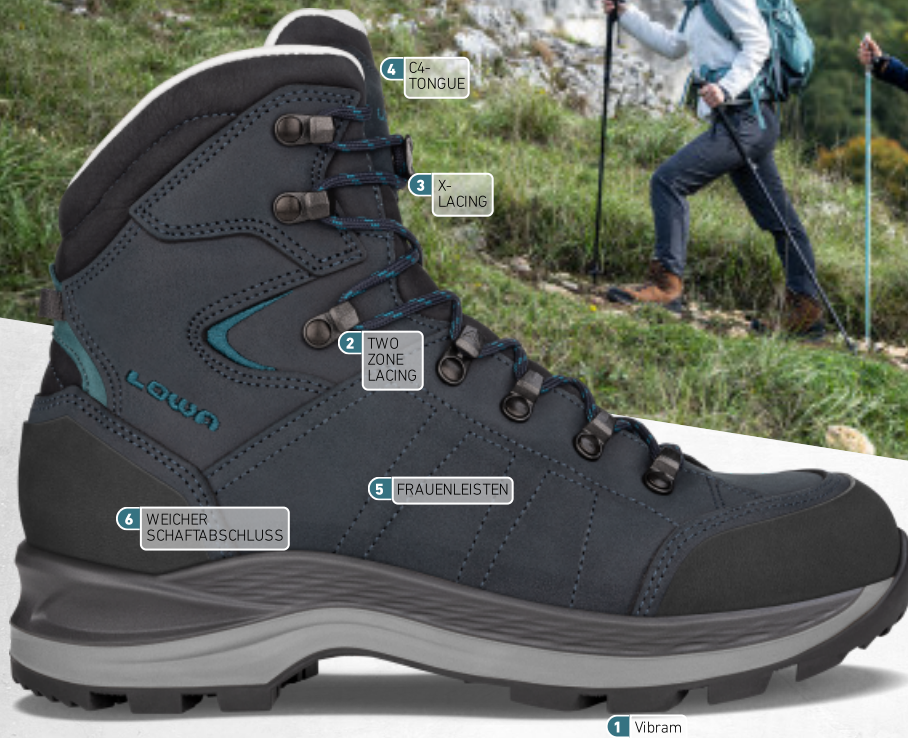 4 C4-
TONGUE
3 X-
LACING
2 TWO
ZONE
LACING
LOWA
5 FRAUENLEISTEN
6 WEICHER
SCHAFTABSCHLUSS
1 Vibram